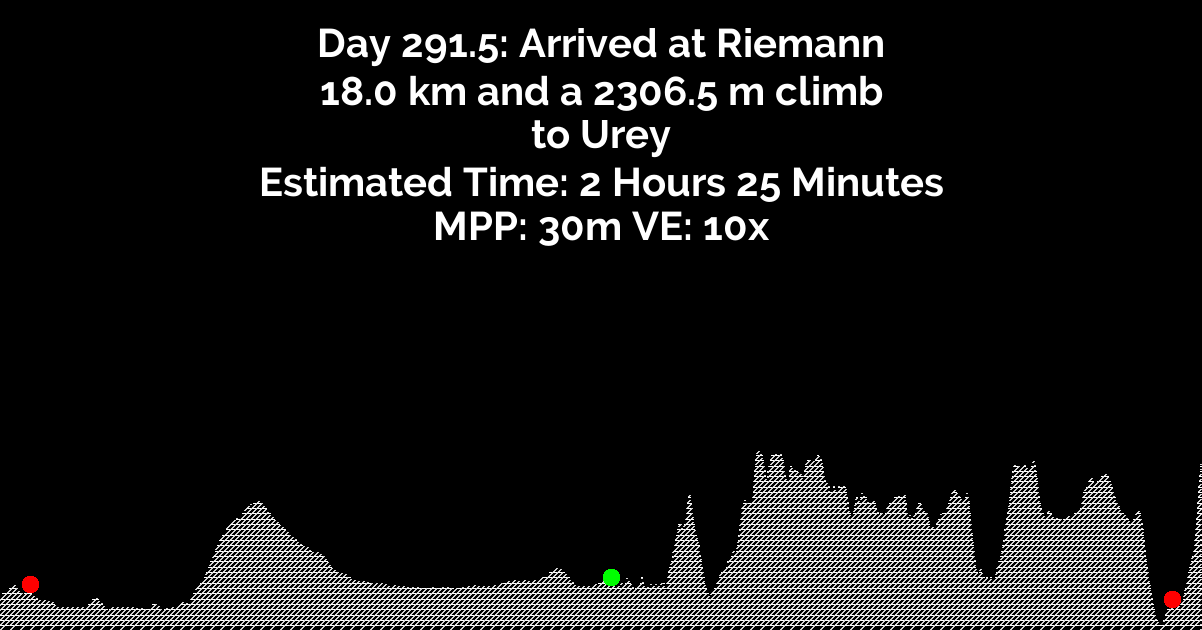 Day 291.5: Arrived at Riemann
18.0 km and a 2306.5 m climb
to Urey
Estimated Time: 2 Hours 25 Minutes
MPP: 30m VE: 10x